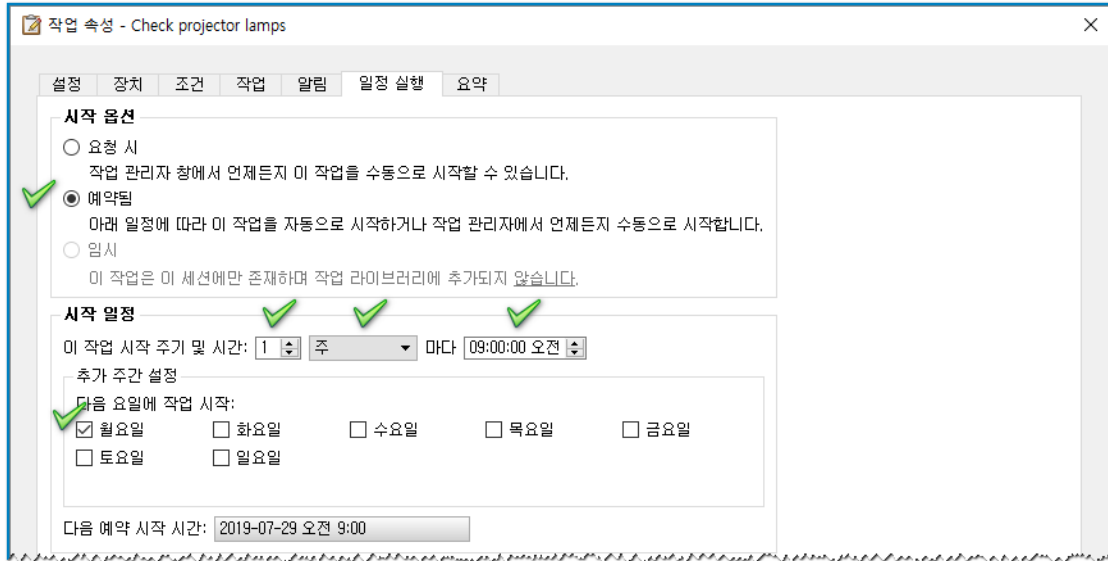 작업 속성 - Check projector lamps
설정 장치 조건 작업 알림 일정 실행 요약
시작 옵션
요청 시
작업 관리자 창에서 언제든지 이 작업을 수동으로 시작할 수 있습니다.
예약됨
아래 일정에 따라 이 작업을 자동으로 시작하거나 작업 관리자에서 언제든지 수동으로 시작합니다.
임시
이 작업은 이 세션에만 존재하며 작업 라이브러리에 추가되지 않습니다.
시작 일정
이 작업 시작 주기 및 시간: 1 주 마다 09:00:00 오전
추가 주간 설정
다음 요일에 작업 시작:
월요일 화요일 수요일 목요일 금요일
토요일 일요일
다음 예약 시작 시간: 2019-07-29 오전 9:00